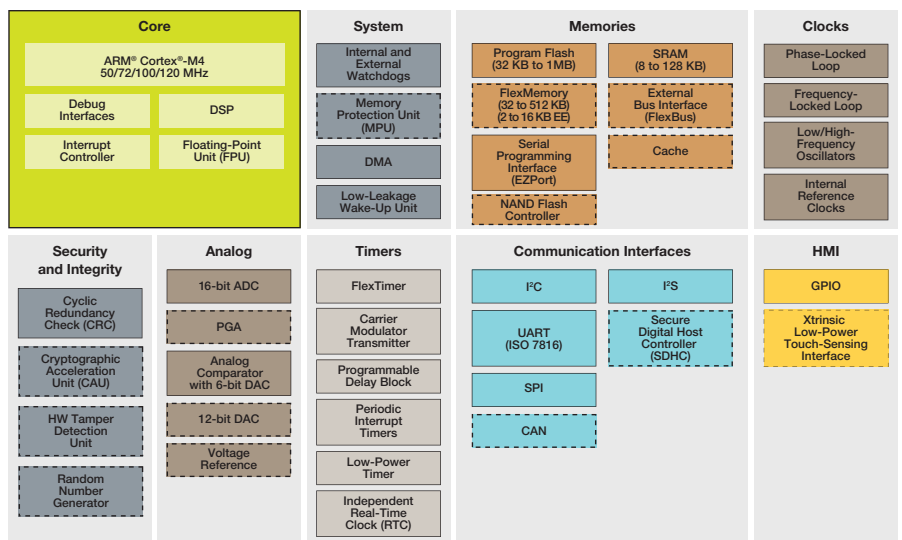 Core
ARM® Cortex®-M4
50/72/100/120 MHz
Debug
Interfaces
DSP
Interrupt
Controller
Floating-Point
Unit (FPU)
System
Internal and
External
Watchdogs
Memory
Protection Unit
(MPU)
DMA
Low-Leakage
Wake-Up Unit
Memories
Program Flash
(32 KB to 1MB)
SRAM
(8 to 128 KB)
FlexMemory
(32 to 512 KB)
(2 to 16 KB EE)
External
Bus Interface
(FlexBus)
Serial
Programming
Interface
(EZPort)
Cache
NAND Flash
Controller
Clocks
Phase-Locked
Loop
Frequency-
Locked Loop
Low/High-
Frequency
Oscillators
Internal
Reference
Clocks
Security
and Integrity
Cyclic
Redundancy
Check (CRC)
Cryptographic
Acceleration
Unit (CAU)
HW Tamper
Detection
Unit
Random
Number
Generator
Analog
16-bit ADC
PGA
Analog
Comparator
with 6-bit DAC
12-bit DAC
Voltage
Reference
Timers
FlexTimer
Carrier
Modulator
Transmitter
Programmable
Delay Block
Periodic
Interrupt
Timers
Low-Power
Timer
Independent
Real-Time
Clock (RTC)
Communication Interfaces
I²C
I²S
UART
(ISO 7816)
Secure
Digital Host
Controller
(SDHC)
SPI
CAN
HMI
GPIO
Xtrinsic
Low-Power
Touch-Sensing
Interface